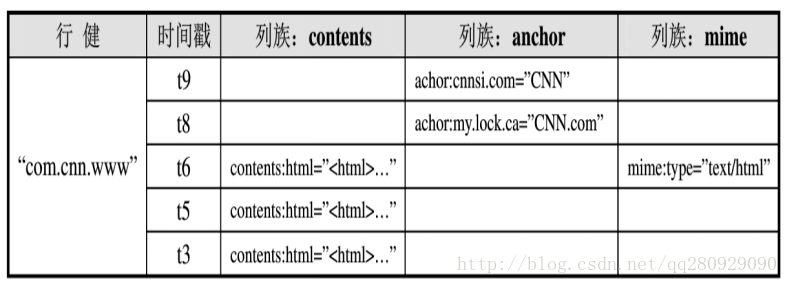 行 健 时间戳 列族：contents 列族：anchor 列族：mime
t9 achor:cnnsi.com="CNN"
t8 achor:my.lock.ca="CNN.com"
"com.cnn.www" t6 contents:html="<html>..." mime:type="text/html"
t5 contents:html="<html>..."
t3 contents:html="<html>..."
http://blog.csdn.net/qq280929090